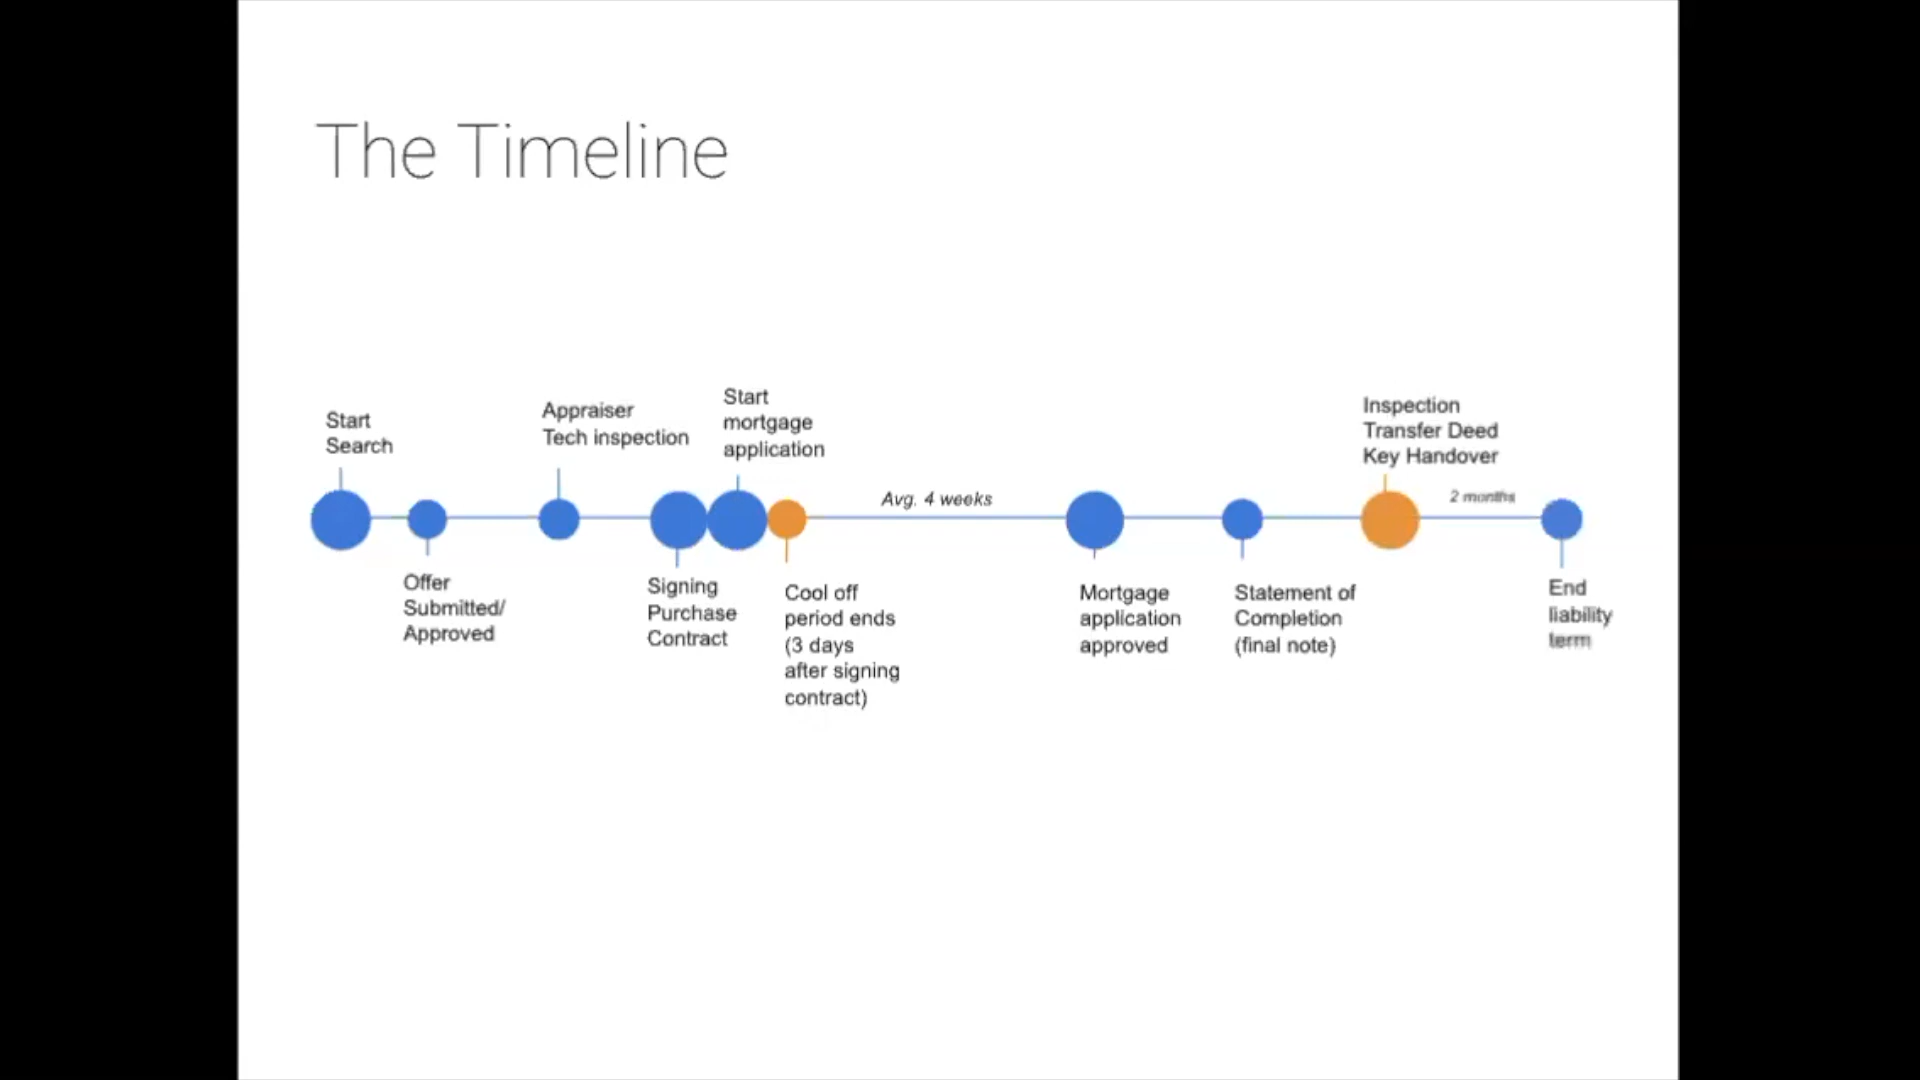 The Timeline
Start
Search
Offer
Submitted/
Approved
Appraiser
Tech inspection
Signing
Purchase
Contract
Start
mortgage
application
Cool off
period ends
(3 days
after signing
contract)
Avg. 4 weeks
Mortgage
application
approved
Statement of
Completion
(final note)
Inspection
Transfer Deed
Key Handover
2 months
End
liability
term